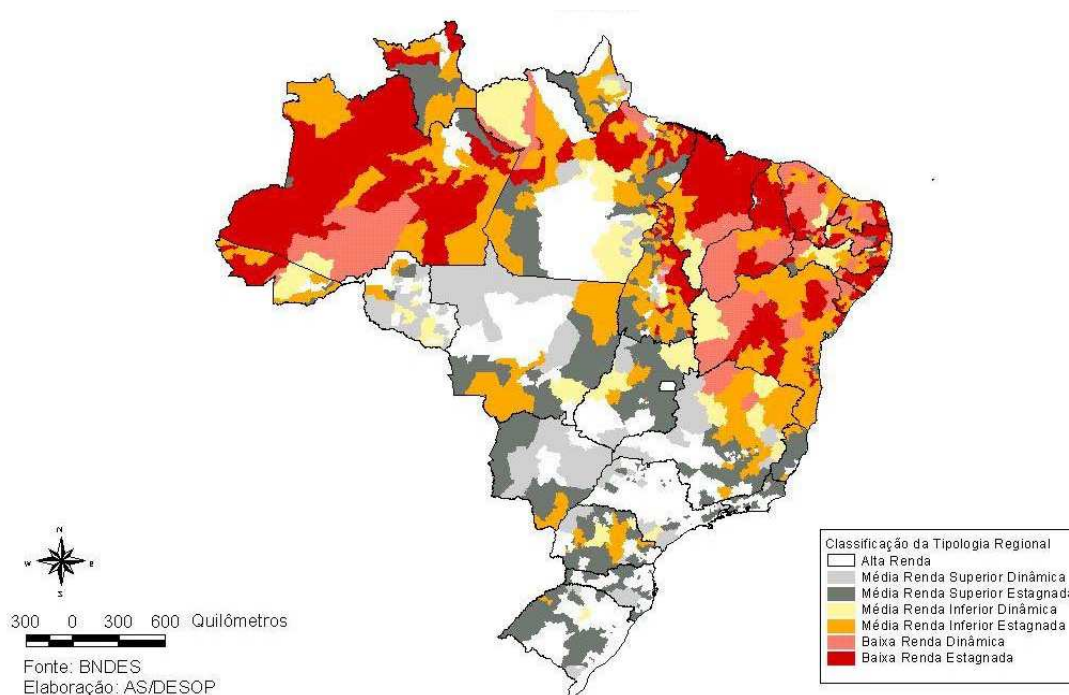 N
W
S
300 0 300 600 Quilômetros
Fonte: BNDES
Elaboração: AS/DESOP
Classificação da Tipologia Regional
Alta Renda
Média Renda Superior Dinâmica
Média Renda Superior Estagnada
Média Renda Inferior Dinâmica
Média Renda Inferior Estagnada
Baixa Renda Dinâmica
Baixa Renda Estagnada